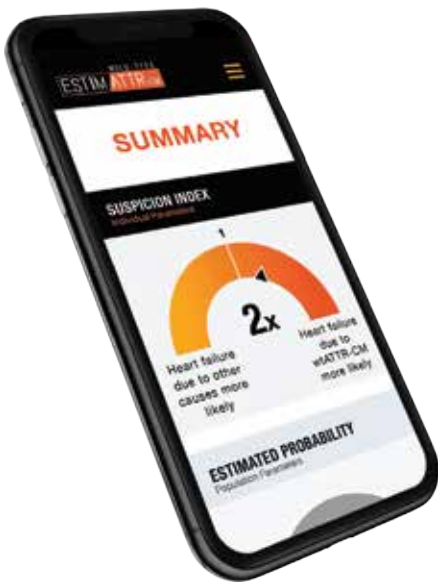 WILD-TYPE
ESTIMATTR-CM
SUMMARY
SUSPICION INDEX
Individual Parameters
1
2x
Heart failure
due to other
causes more
likely
Heart failure
due to
wtATTR-CM
more likely
ESTIMATED PROBABILITY
Population Parameters